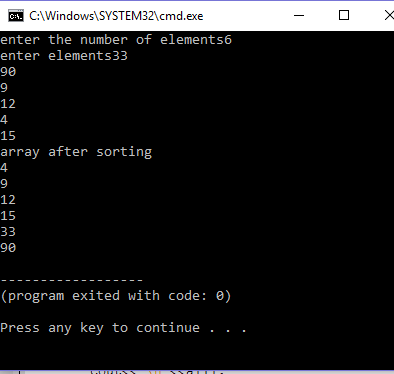 C:\Windows\SYSTEM32\cmd.exe
enter the number of elements6
enter elements33
90
9
12
4
15
array after sorting
4
9
12
15
33
90
------------------
(program exited with code: 0)
Press any key to continue . . .